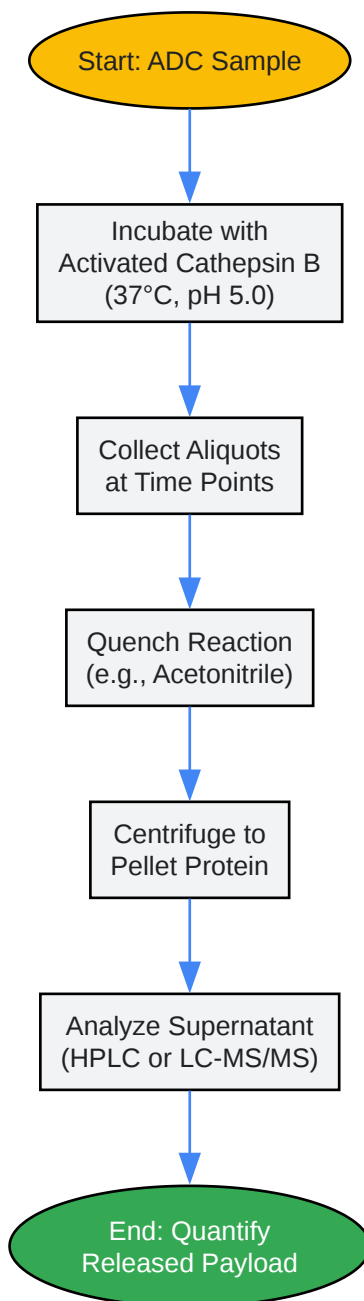 Start: ADC Sample
Incubate with
Activated Cathepsin B
(37°C, pH 5.0)
Collect Aliquots
at Time Points
Quench Reaction
(e.g., Acetonitrile)
Centrifuge to
Pellet Protein
Analyze Supernatant
(HPLC or LC-MS/MS)
End: Quantify
Released Payload